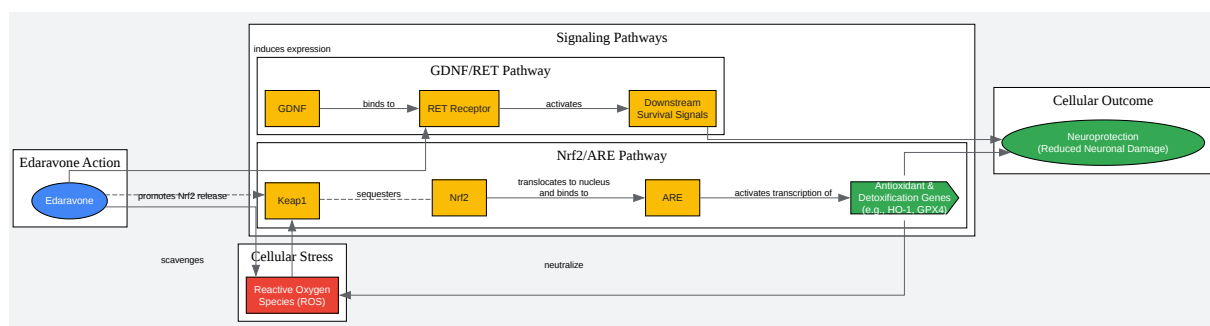 Signaling Pathways
induces expression
GDNF/RET Pathway
GDNF
binds to
RET Receptor
activates
Downstream
Survival Signals
Cellular Outcome
Neuroprotection
(Reduced Neuronal Damage)
Edaravone Action
Edaravone
promotes Nrf2 release
Nrf2/ARE Pathway
Keap1
sequesters
Nrf2
translocates to nucleus
and binds to
ARE
activates transcription of
Antioxidant &
Detoxification Genes
(e.g., HO-1, GPX4)
scavenges
Cellular Stress
Reactive Oxygen
Species (ROS)
neutralize